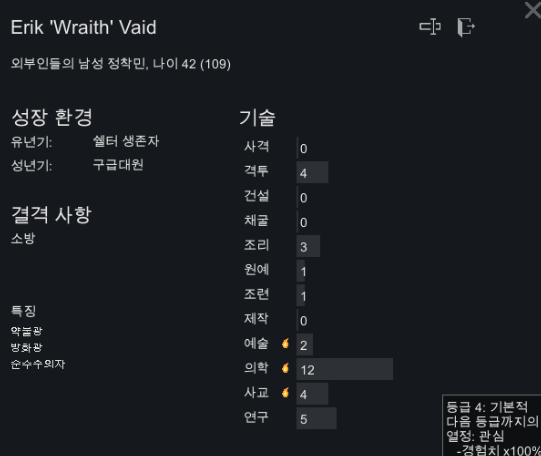 Erik 'Wraith' Vaid
외부인들의 남성 정착민, 나이 42 (109)
성장 환경
유년기: 쉘터 생존자
성년기: 구급대원
결격 사항
소방
특징
약물광
방화광
순수주의자
기술
사격 0
격투 4
건설 0
채굴 0
조리 3
원예 1
조련 1
제작 0
예술 2
의학 12
사교 4
연구 5
등급 4: 기본적
다음 등급까지의
열정: 관심
-경험치 x100%